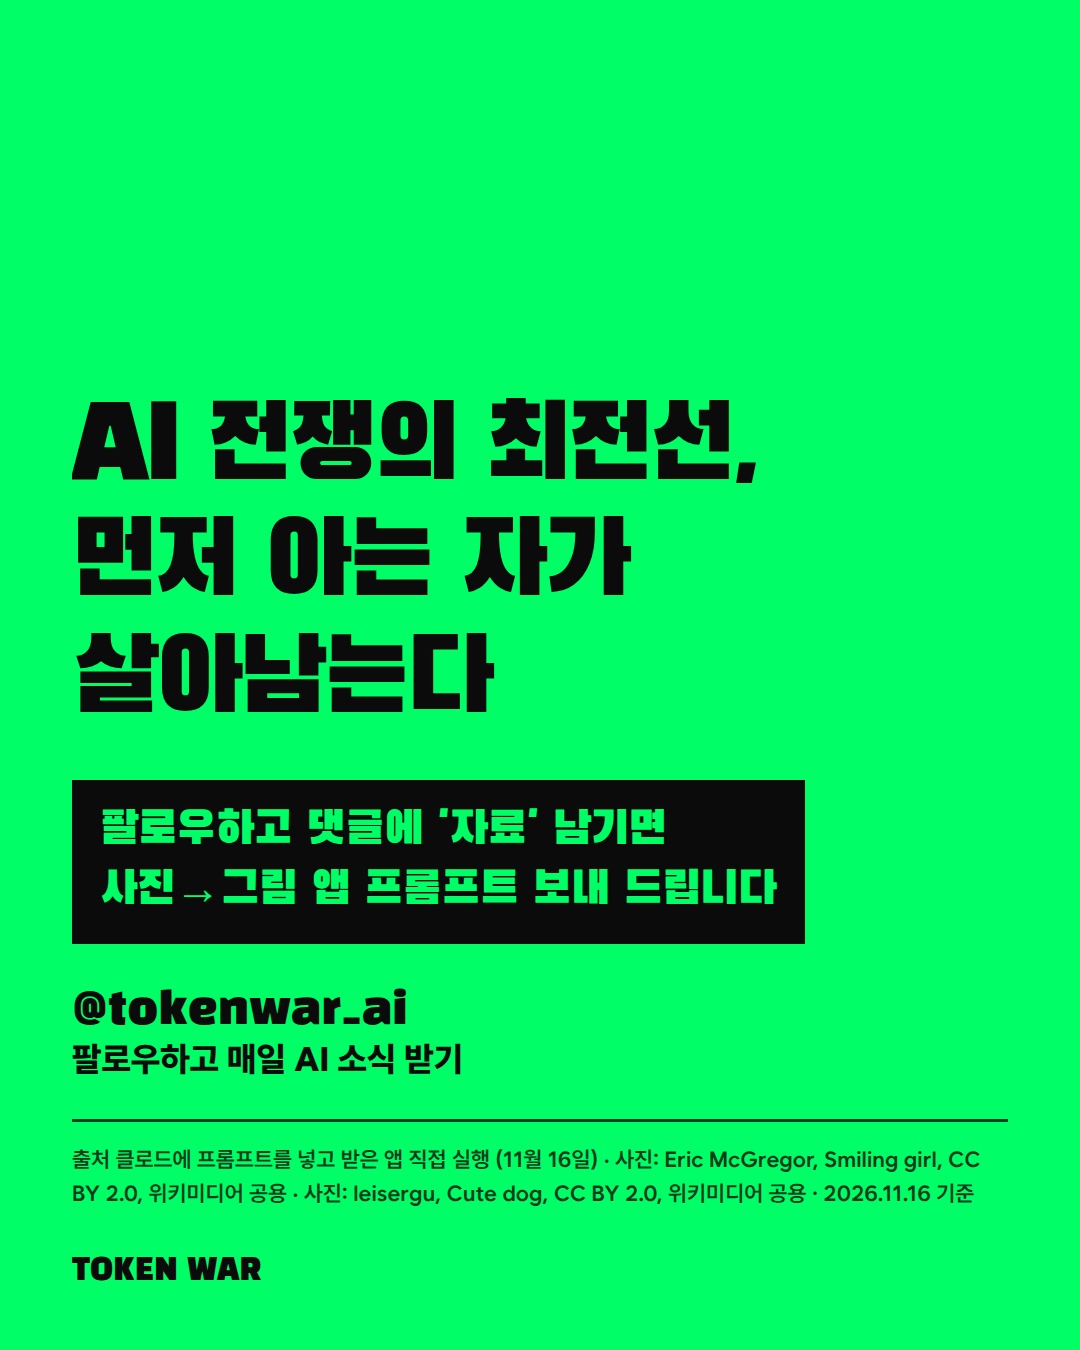 AI 전쟁의 최전선,
먼저 아는 자가
살아남는다
팔로우하고 댓글에 '자료' 남기면
사진→그림 앱 프롬프트 보내 드립니다
@tokenwar_ai
팔로우하고 매일 AI 소식 받기
출처 클로드에 프롬프트를 넣고 받은 앱 직접 실행 (11월 16일) · 사진: Eric McGregor, Smiling girl, CC
BY 2.0, 위키미디어 공용 · 사진: leisergu, Cute dog, CC BY 2.0, 위키미디어 공용 · 2026.11.16 기준
TOKEN WAR